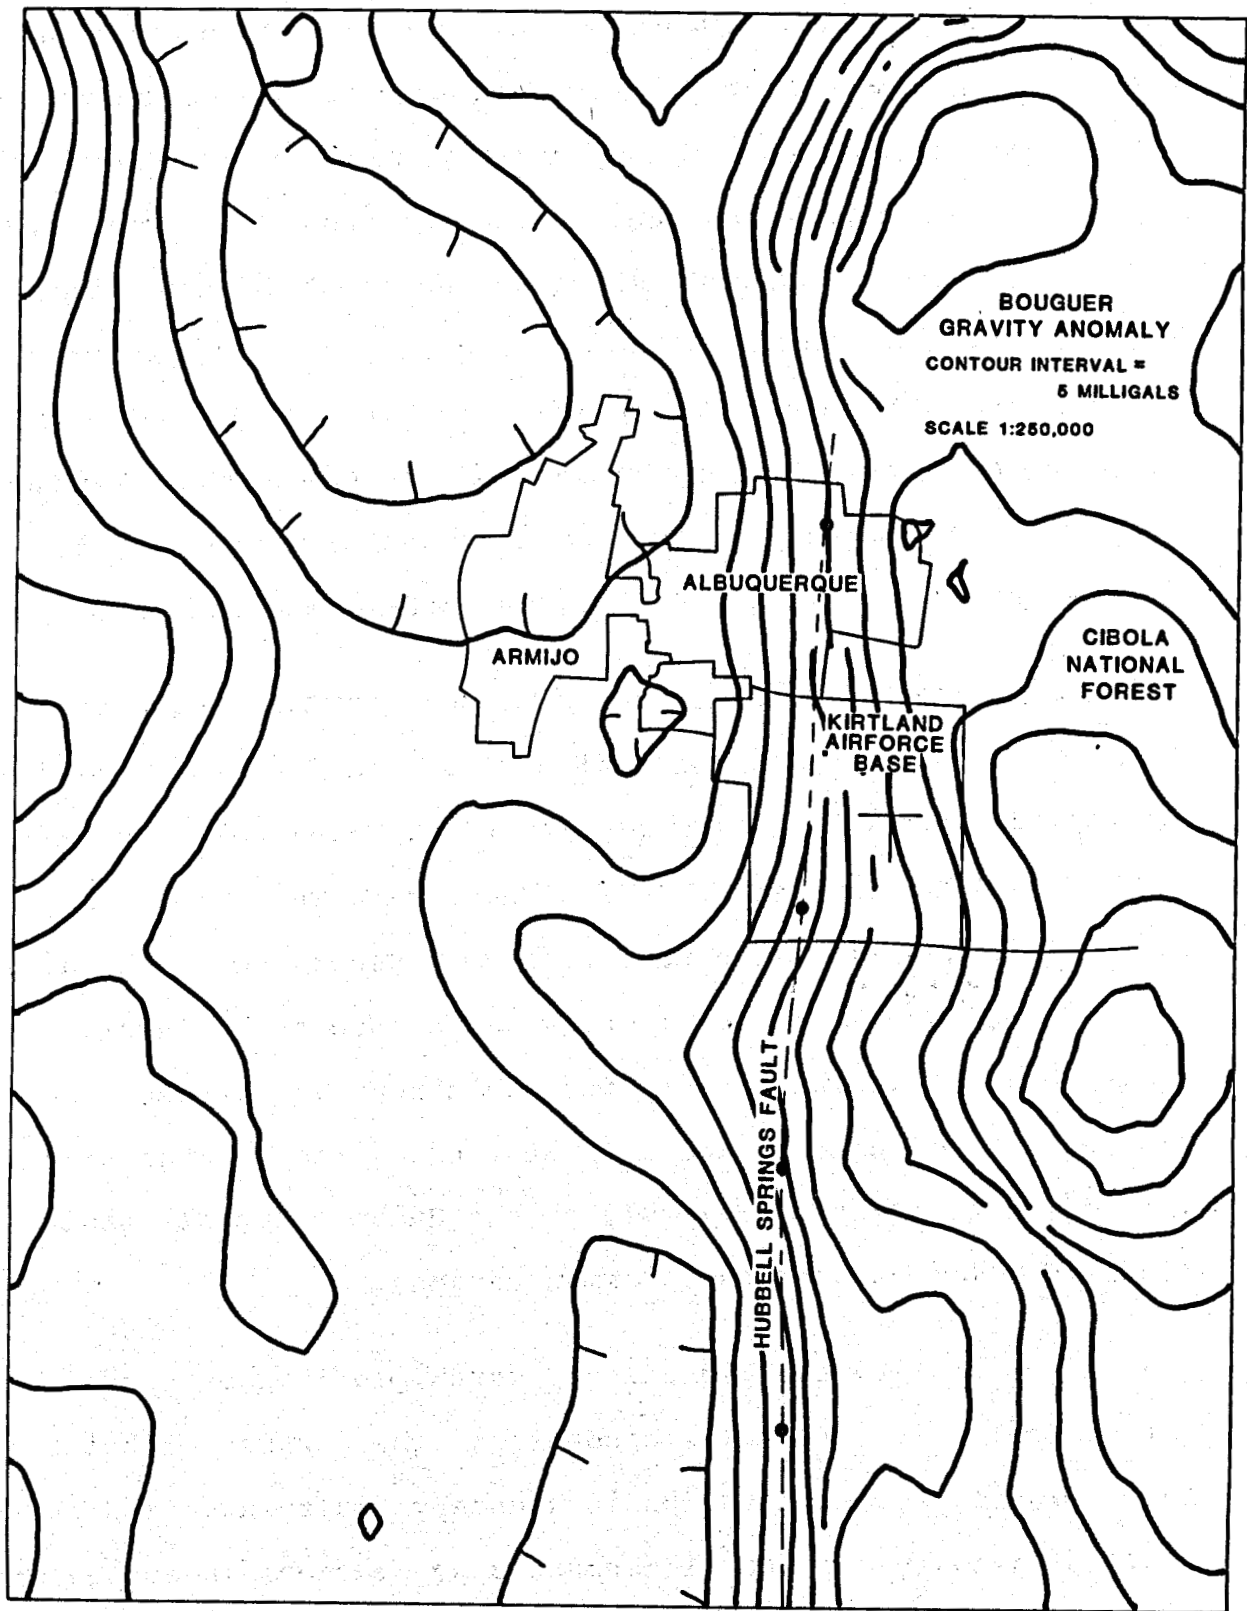 BOUGUER
GRAVITY ANOMALY
CONTOUR INTERVAL =
5 MILLIGALS
SCALE 1:250,000
ALBUQUERQUE
ARMIJO
CIBOLA
NATIONAL
FOREST
KIRTLAND
AIRFORCE
BASE
HUBBELL SPRINGS FAULT